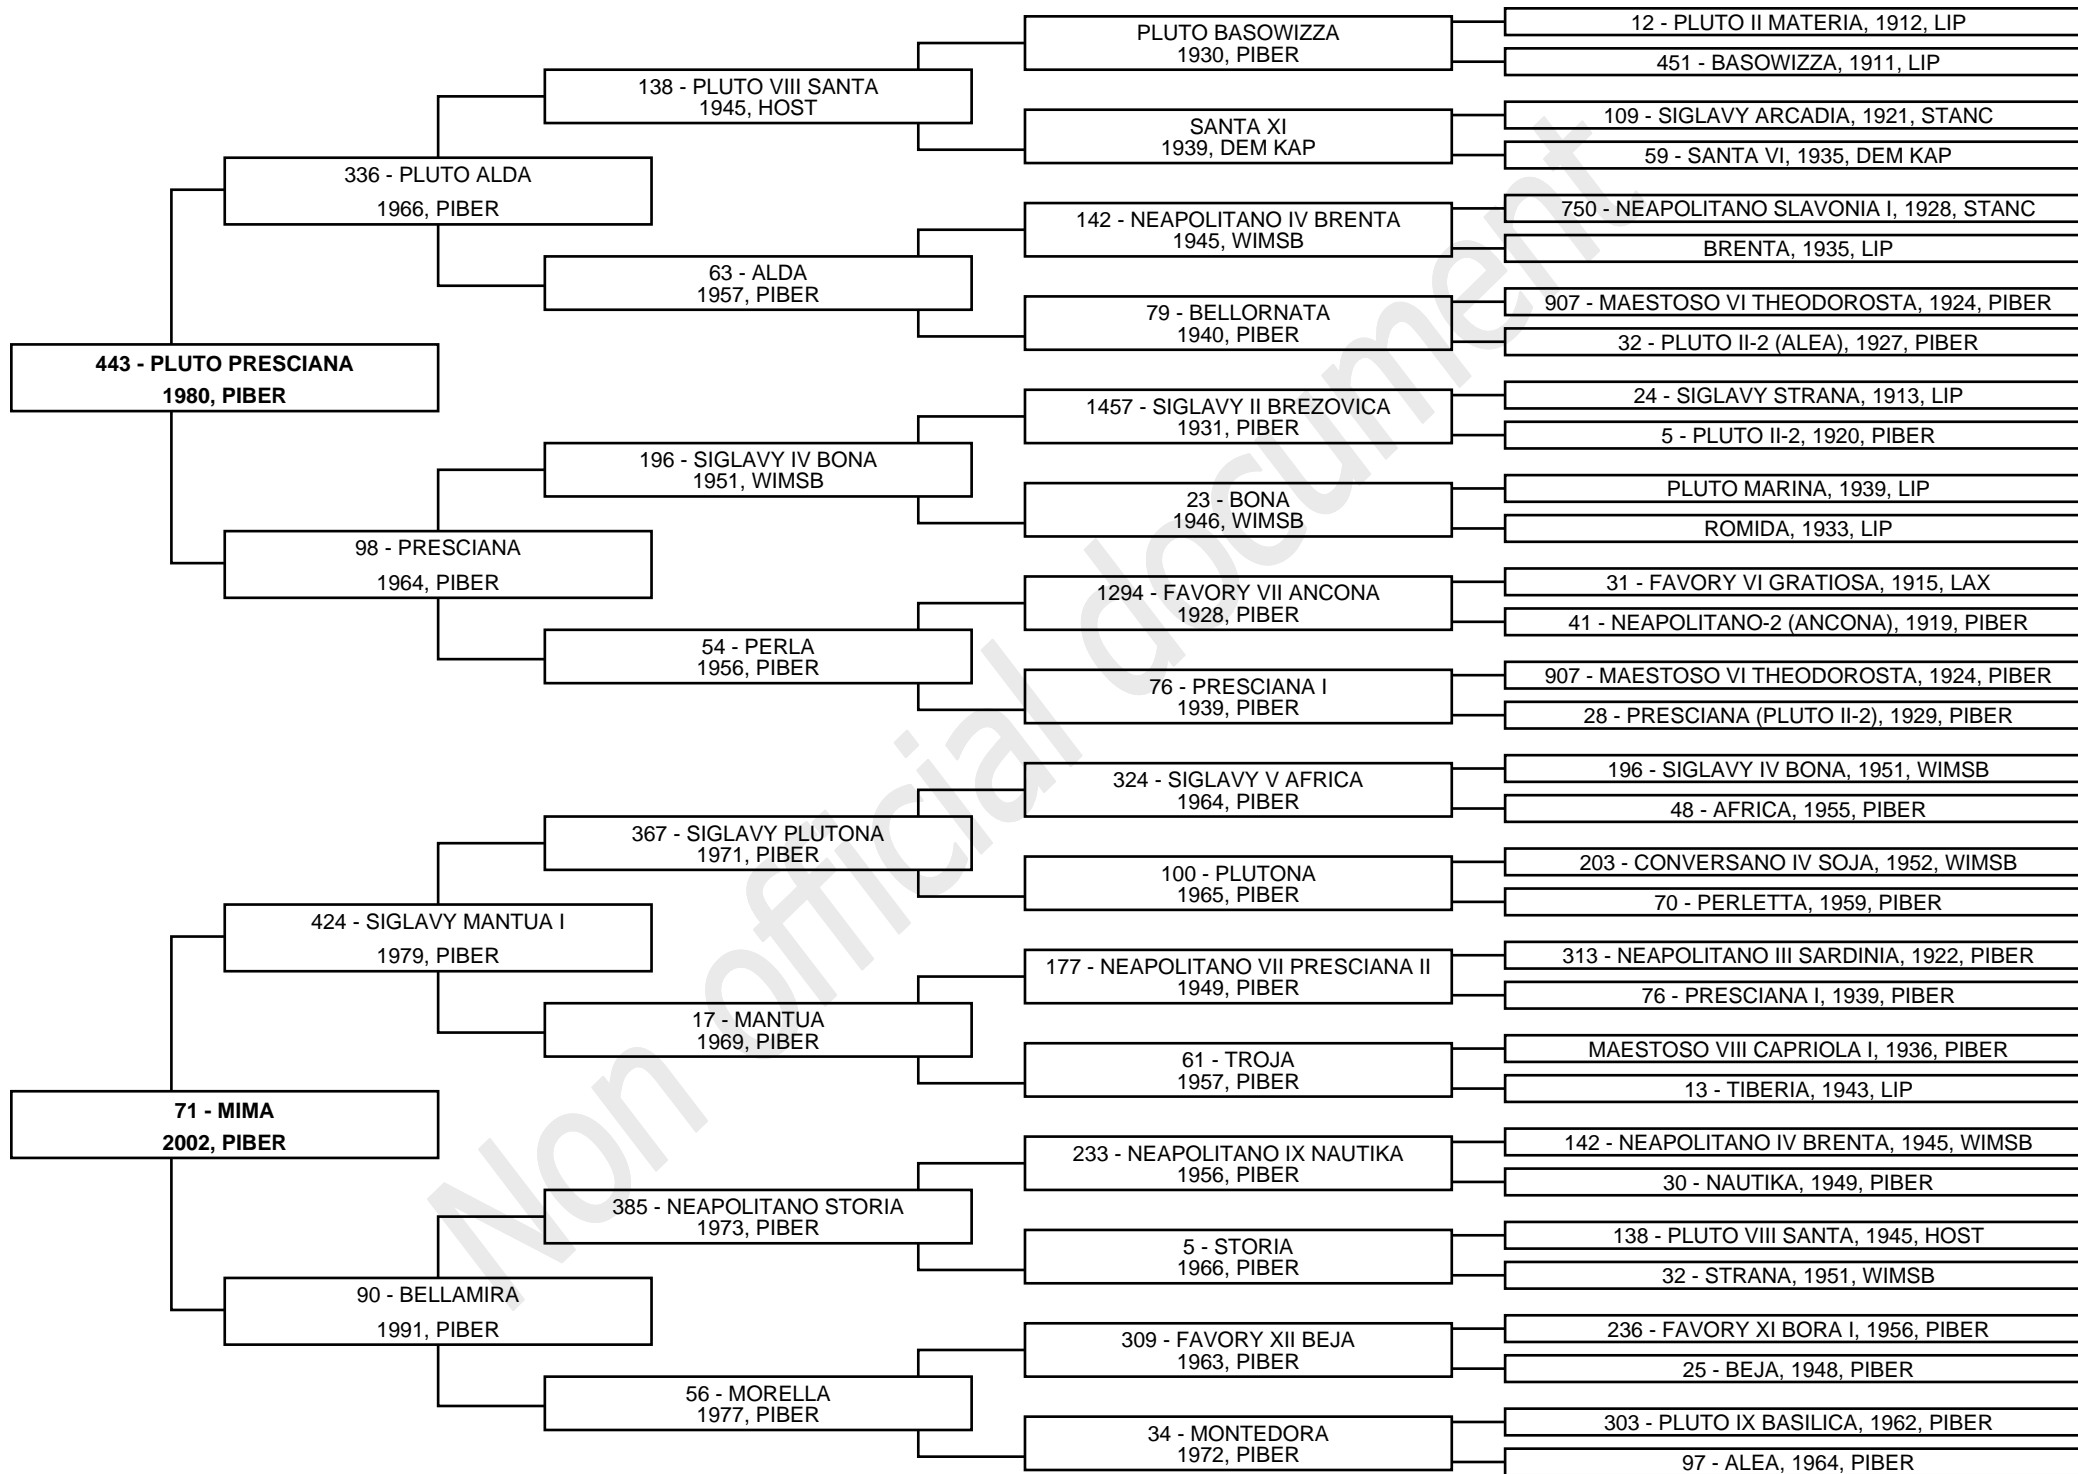 12 - PLUTO II MATERIA, 1912, LIP
PLUTO BASOWIZZA
1930, PIBER
451 - BASOWIZZA, 1911, LIP
138 - PLUTO VIII SANTA
1945, HOST
109 - SIGLAVY ARCADIA, 1921, STANC
SANTA XI
1939, DEM KAP
59 - SANTA VI, 1935, DEM KAP
336 - PLUTO ALDA
1966, PIBER
750 - NEAPOLITANO SLAVONIA I, 1928, STANC
142 - NEAPOLITANO IV BRENTA
1945, WIMSB
BRENTA, 1935, LIP
63 - ALDA
1957, PIBER
907 - MAESTOSO VI THEODOROSTA, 1924, PIBER
79 - BELLORNATA
1940, PIBER
32 - PLUTO II-2 (ALEA), 1927, PIBER
443 - PLUTO PRESCIANA
1980, PIBER
24 - SIGLAVY STRANA, 1913, LIP
1457 - SIGLAVY II BREZOVICA
1931, PIBER
5 - PLUTO II-2, 1920, PIBER
196 - SIGLAVY IV BONA
1951, WIMSB
PLUTO MARINA, 1939, LIP
23 - BONA
1946, WIMSB
ROMIDA, 1933, LIP
98 - PRESCIANA
1964, PIBER
31 - FAVORY VI GRATIOSA, 1915, LAX
1294 - FAVORY VII ANCONA
1928, PIBER
41 - NEAPOLITANO-2 (ANCONA), 1919, PIBER
54 - PERLA
1956, PIBER
907 - MAESTOSO VI THEODOROSTA, 1924, PIBER
76 - PRESCIANA I
1939, PIBER
28 - PRESCIANA (PLUTO II-2), 1929, PIBER
196 - SIGLAVY IV BONA, 1951, WIMSB
324 - SIGLAVY V AFRICA
1964, PIBER
48 - AFRICA, 1955, PIBER
367 - SIGLAVY PLUTONA
1971, PIBER
203 - CONVERSANO IV SOJA, 1952, WIMSB
100 - PLUTONA
1965, PIBER
70 - PERLETTA, 1959, PIBER
424 - SIGLAVY MANTUA I
1979, PIBER
313 - NEAPOLITANO III SARDINIA, 1922, PIBER
177 - NEAPOLITANO VII PRESCIANA II
1949, PIBER
76 - PRESCIANA I, 1939, PIBER
17 - MANTUA
1969, PIBER
MAESTOSO VIII CAPRIOLA I, 1936, PIBER
61 - TROJA
1957, PIBER
13 - TIBERIA, 1943, LIP
71 - MIMA
2002, PIBER
142 - NEAPOLITANO IV BRENTA, 1945, WIMSB
233 - NEAPOLITANO IX NAUTIKA
1956, PIBER
30 - NAUTIKA, 1949, PIBER
385 - NEAPOLITANO STORIA
1973, PIBER
138 - PLUTO VIII SANTA, 1945, HOST
5 - STORIA
1966, PIBER
32 - STRANA, 1951, WIMSB
90 - BELLAMIRA
1991, PIBER
236 - FAVORY XI BORA I, 1956, PIBER
309 - FAVORY XII BEJA
1963, PIBER
25 - BEJA, 1948, PIBER
56 - MORELLA
1977, PIBER
303 - PLUTO IX BASILICA, 1962, PIBER
34 - MONTEDORA
1972, PIBER
97 - ALEA, 1964, PIBER
Non official document